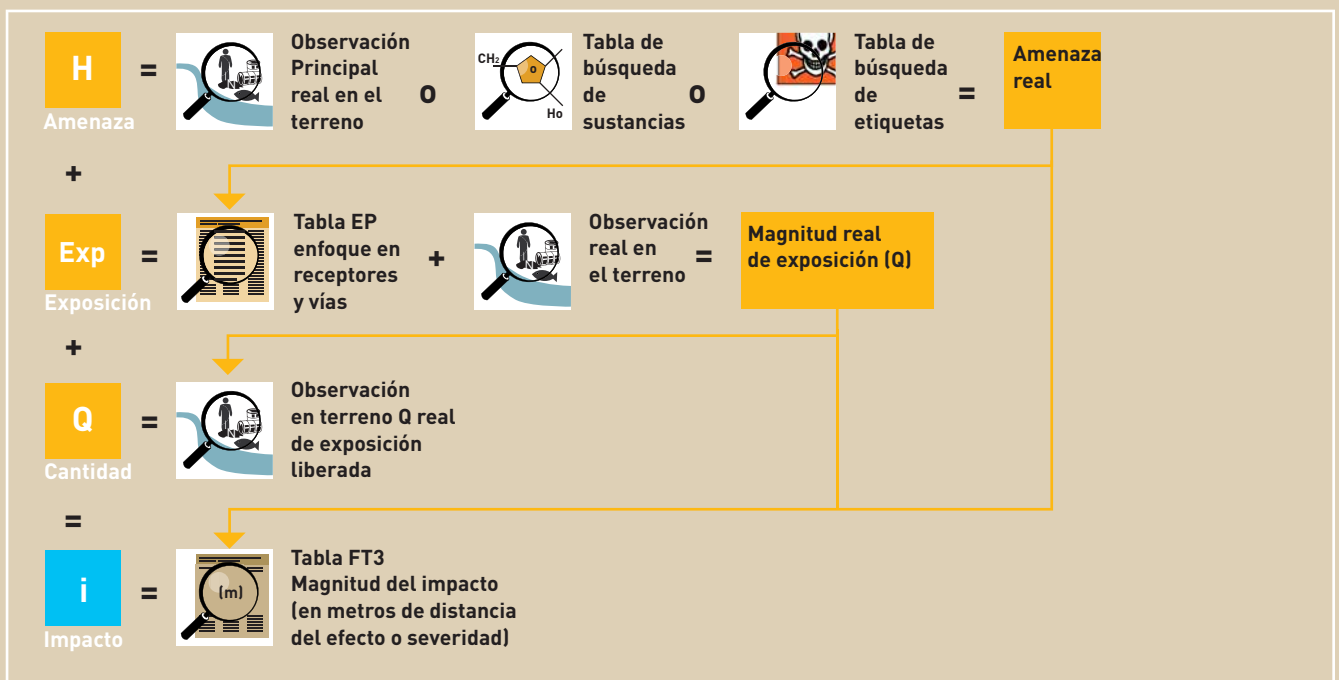 H
Amenaza
=
Observación
Principal
real en el
terreno
O
CH2
O
Ho
Tabla de
búsqueda
de
sustancias
O
Tabla de
búsqueda
de
etiquetas
=
Amenaza
real
+
Exp
Exposición
=
Tabla EP
enfoque en
receptores
y vías
+
Observación
real en
el terreno
=
Magnitud real
de exposición (Q)
+
Q
Cantidad
=
Observación
en terreno Q real
de exposición
liberada
=
i
Impacto
=
(m)
Tabla FT3
Magnitud del impacto
(en metros de distancia
del efecto o severidad)